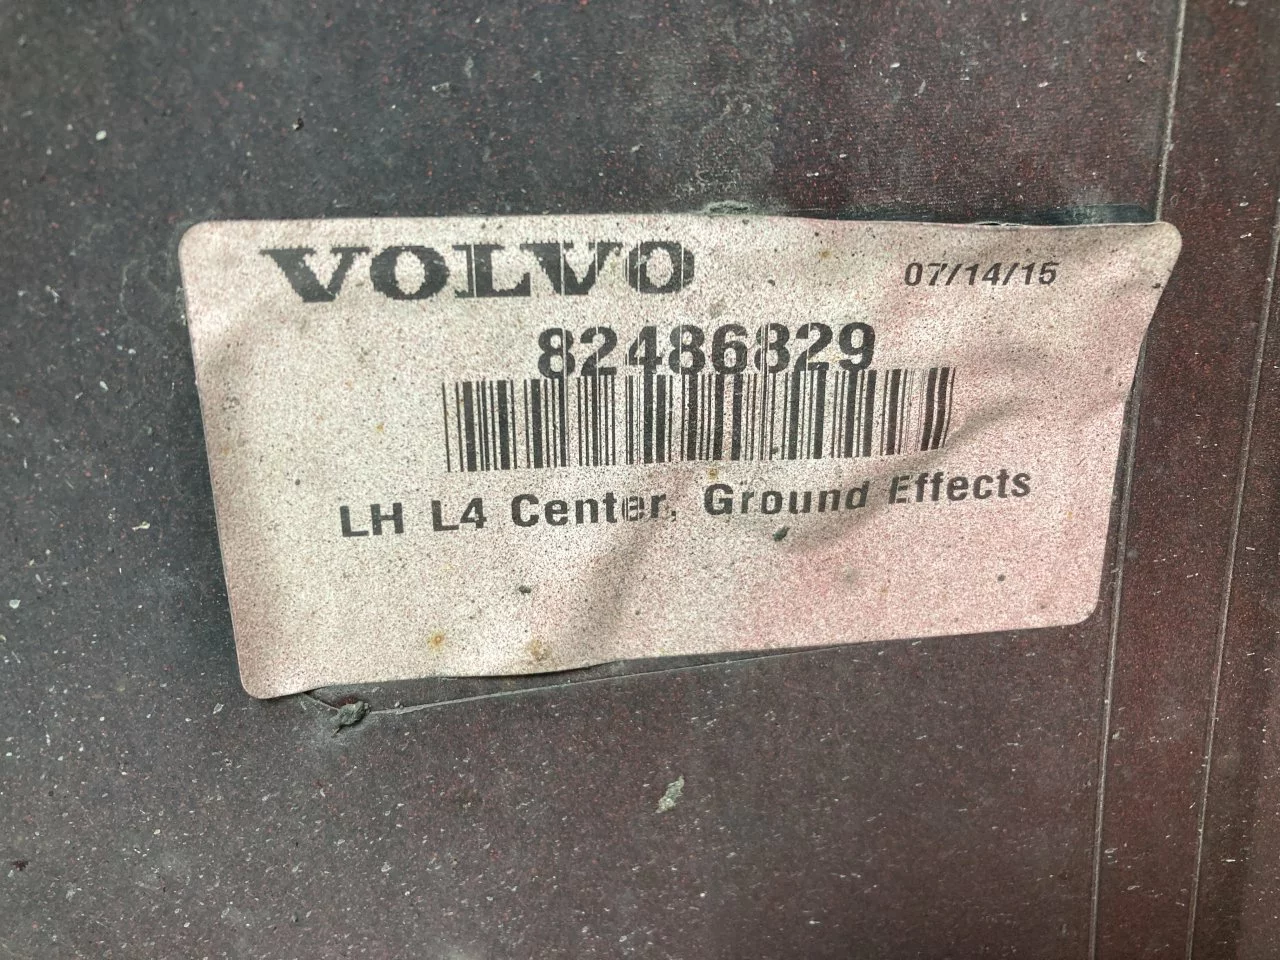 VOLVO
07/14/15
82486829
LH L4 Center, Ground Effects